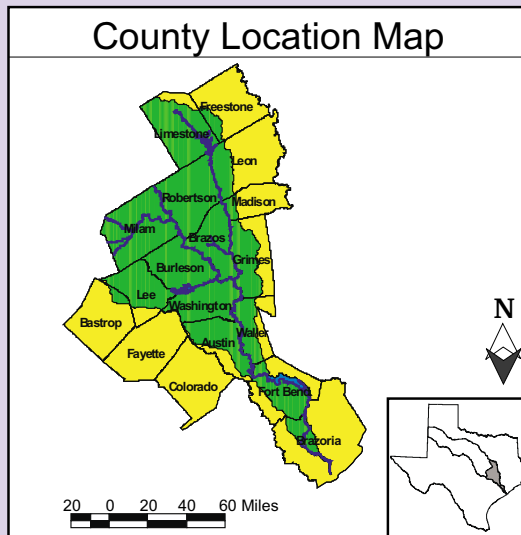 County Location Map
Freestone
Limestone
Leon
Robertson
Madison
Milam
Brazos
Grimes
Burleson
Lee
Washington
Bastrop
Waller
Austin
Fayette
Colorado
Fort Bend
Brazoria
N
20 0 20 40 60 Miles